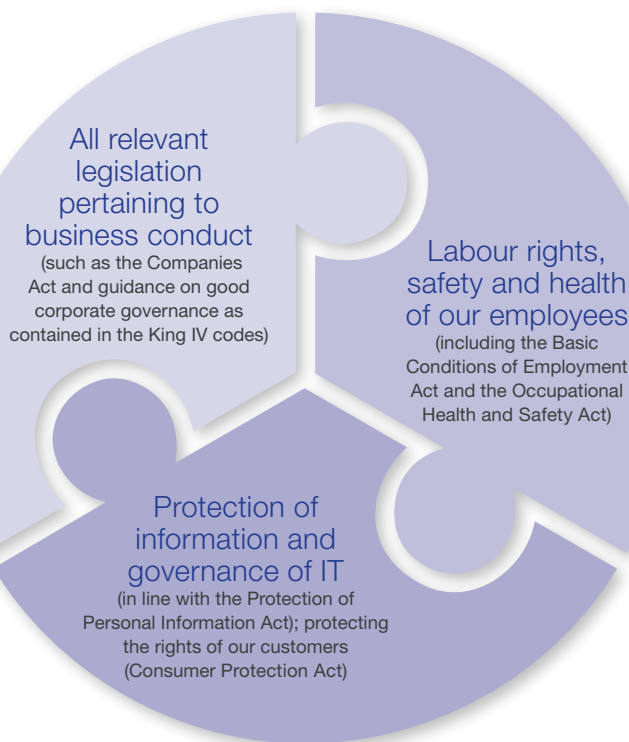 All relevant
legislation
pertaining to
business conduct
(such as the Companies
Act and guidance on good
corporate governance as
contained in the King IV codes)
Labour rights,
safety and health
of our employees
(including the Basic
Conditions of Employment
Act and the Occupational
Health and Safety Act)
Protection of
information and
governance of IT
(in line with the Protection of
Personal Information Act); protecting
the rights of our customers
(Consumer Protection Act)